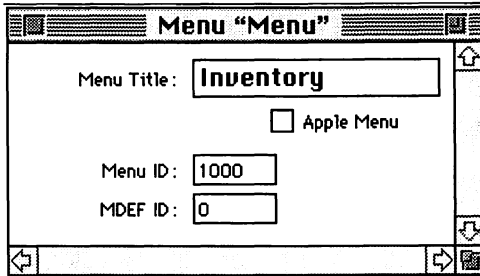 Menu “Menu”
Menu Title: Inventory
Apple Menu
Menu ID: 1000
MDEF ID: 0